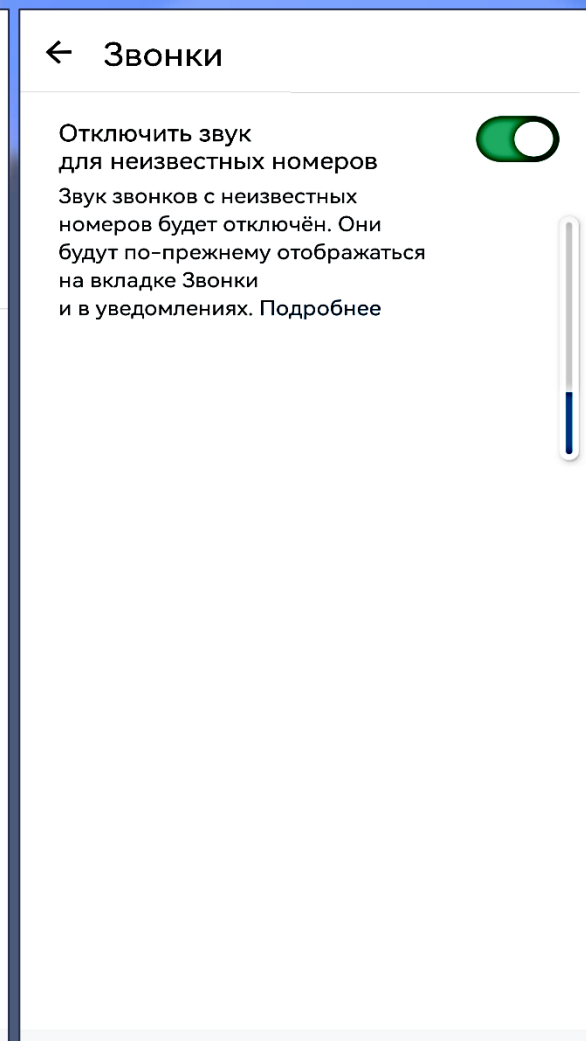 Звонки
Отключить звук
для неизвестных номеров
Звук звонков с неизвестных
номеров будет отключён. Они
будут по-прежнему отображаться
на вкладке Звонки
и в уведомлениях. Подробнее